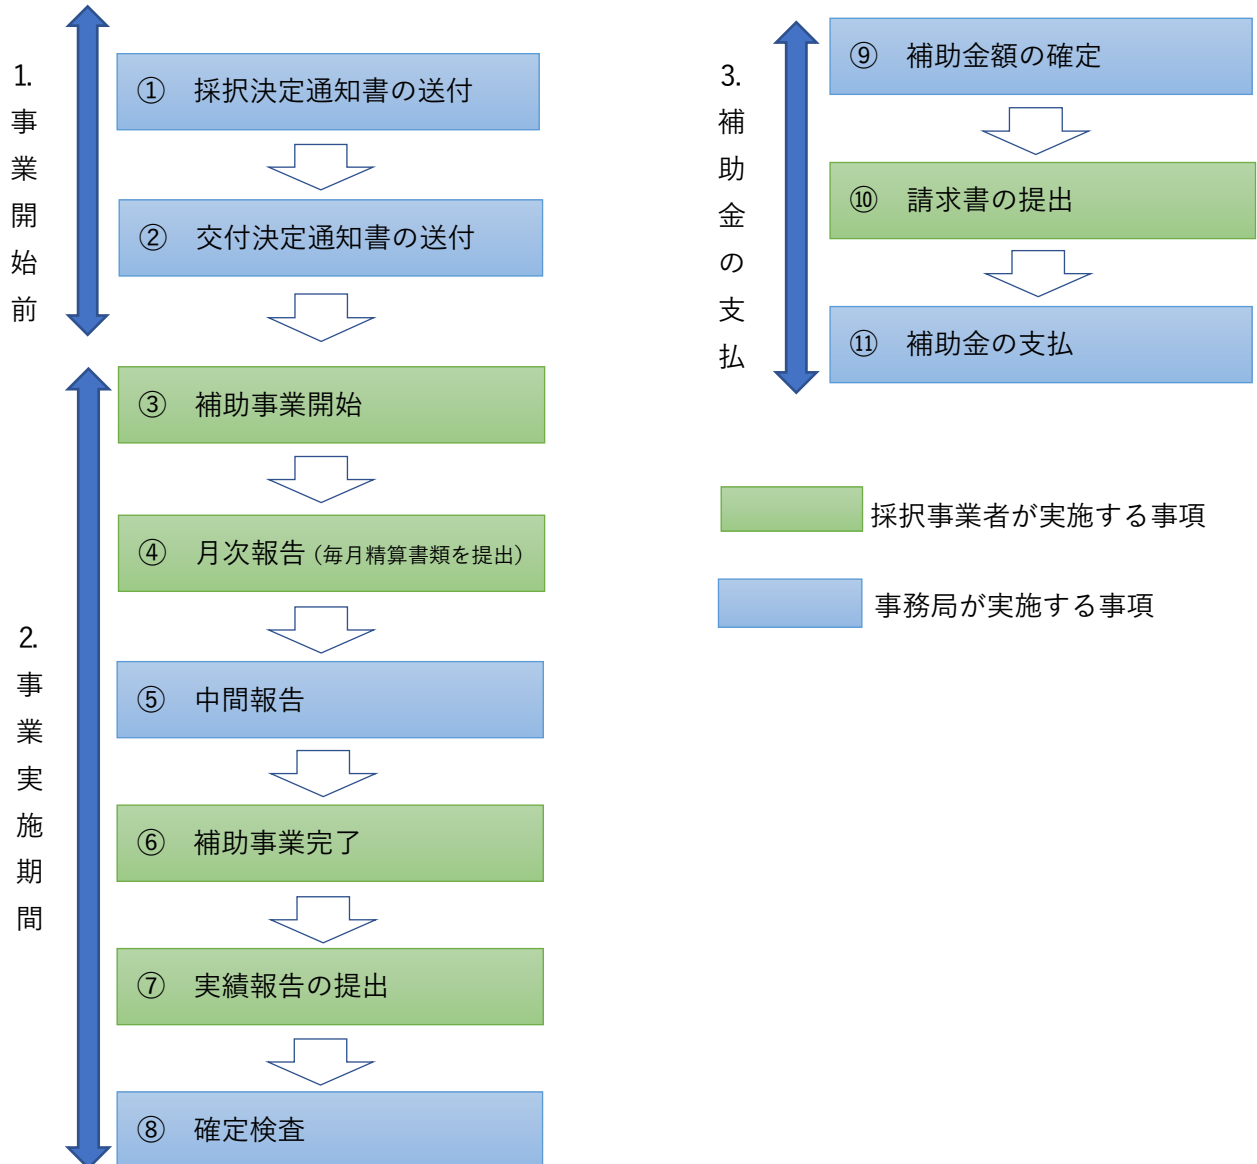 1.
事業開始前
① 採択決定通知書の送付
② 交付決定通知書の送付
2.
事業実施期間
③ 補助事業開始
④ 月次報告(毎月精算書類を提出)
⑤ 中間報告
⑥ 補助事業完了
⑦ 実績報告の提出
⑧ 確定検査
3.
補助金の支払
⑨ 補助金額の確定
⑩ 請求書の提出
⑪ 補助金の支払
採択事業者が実施する事項
事務局が実施する事項